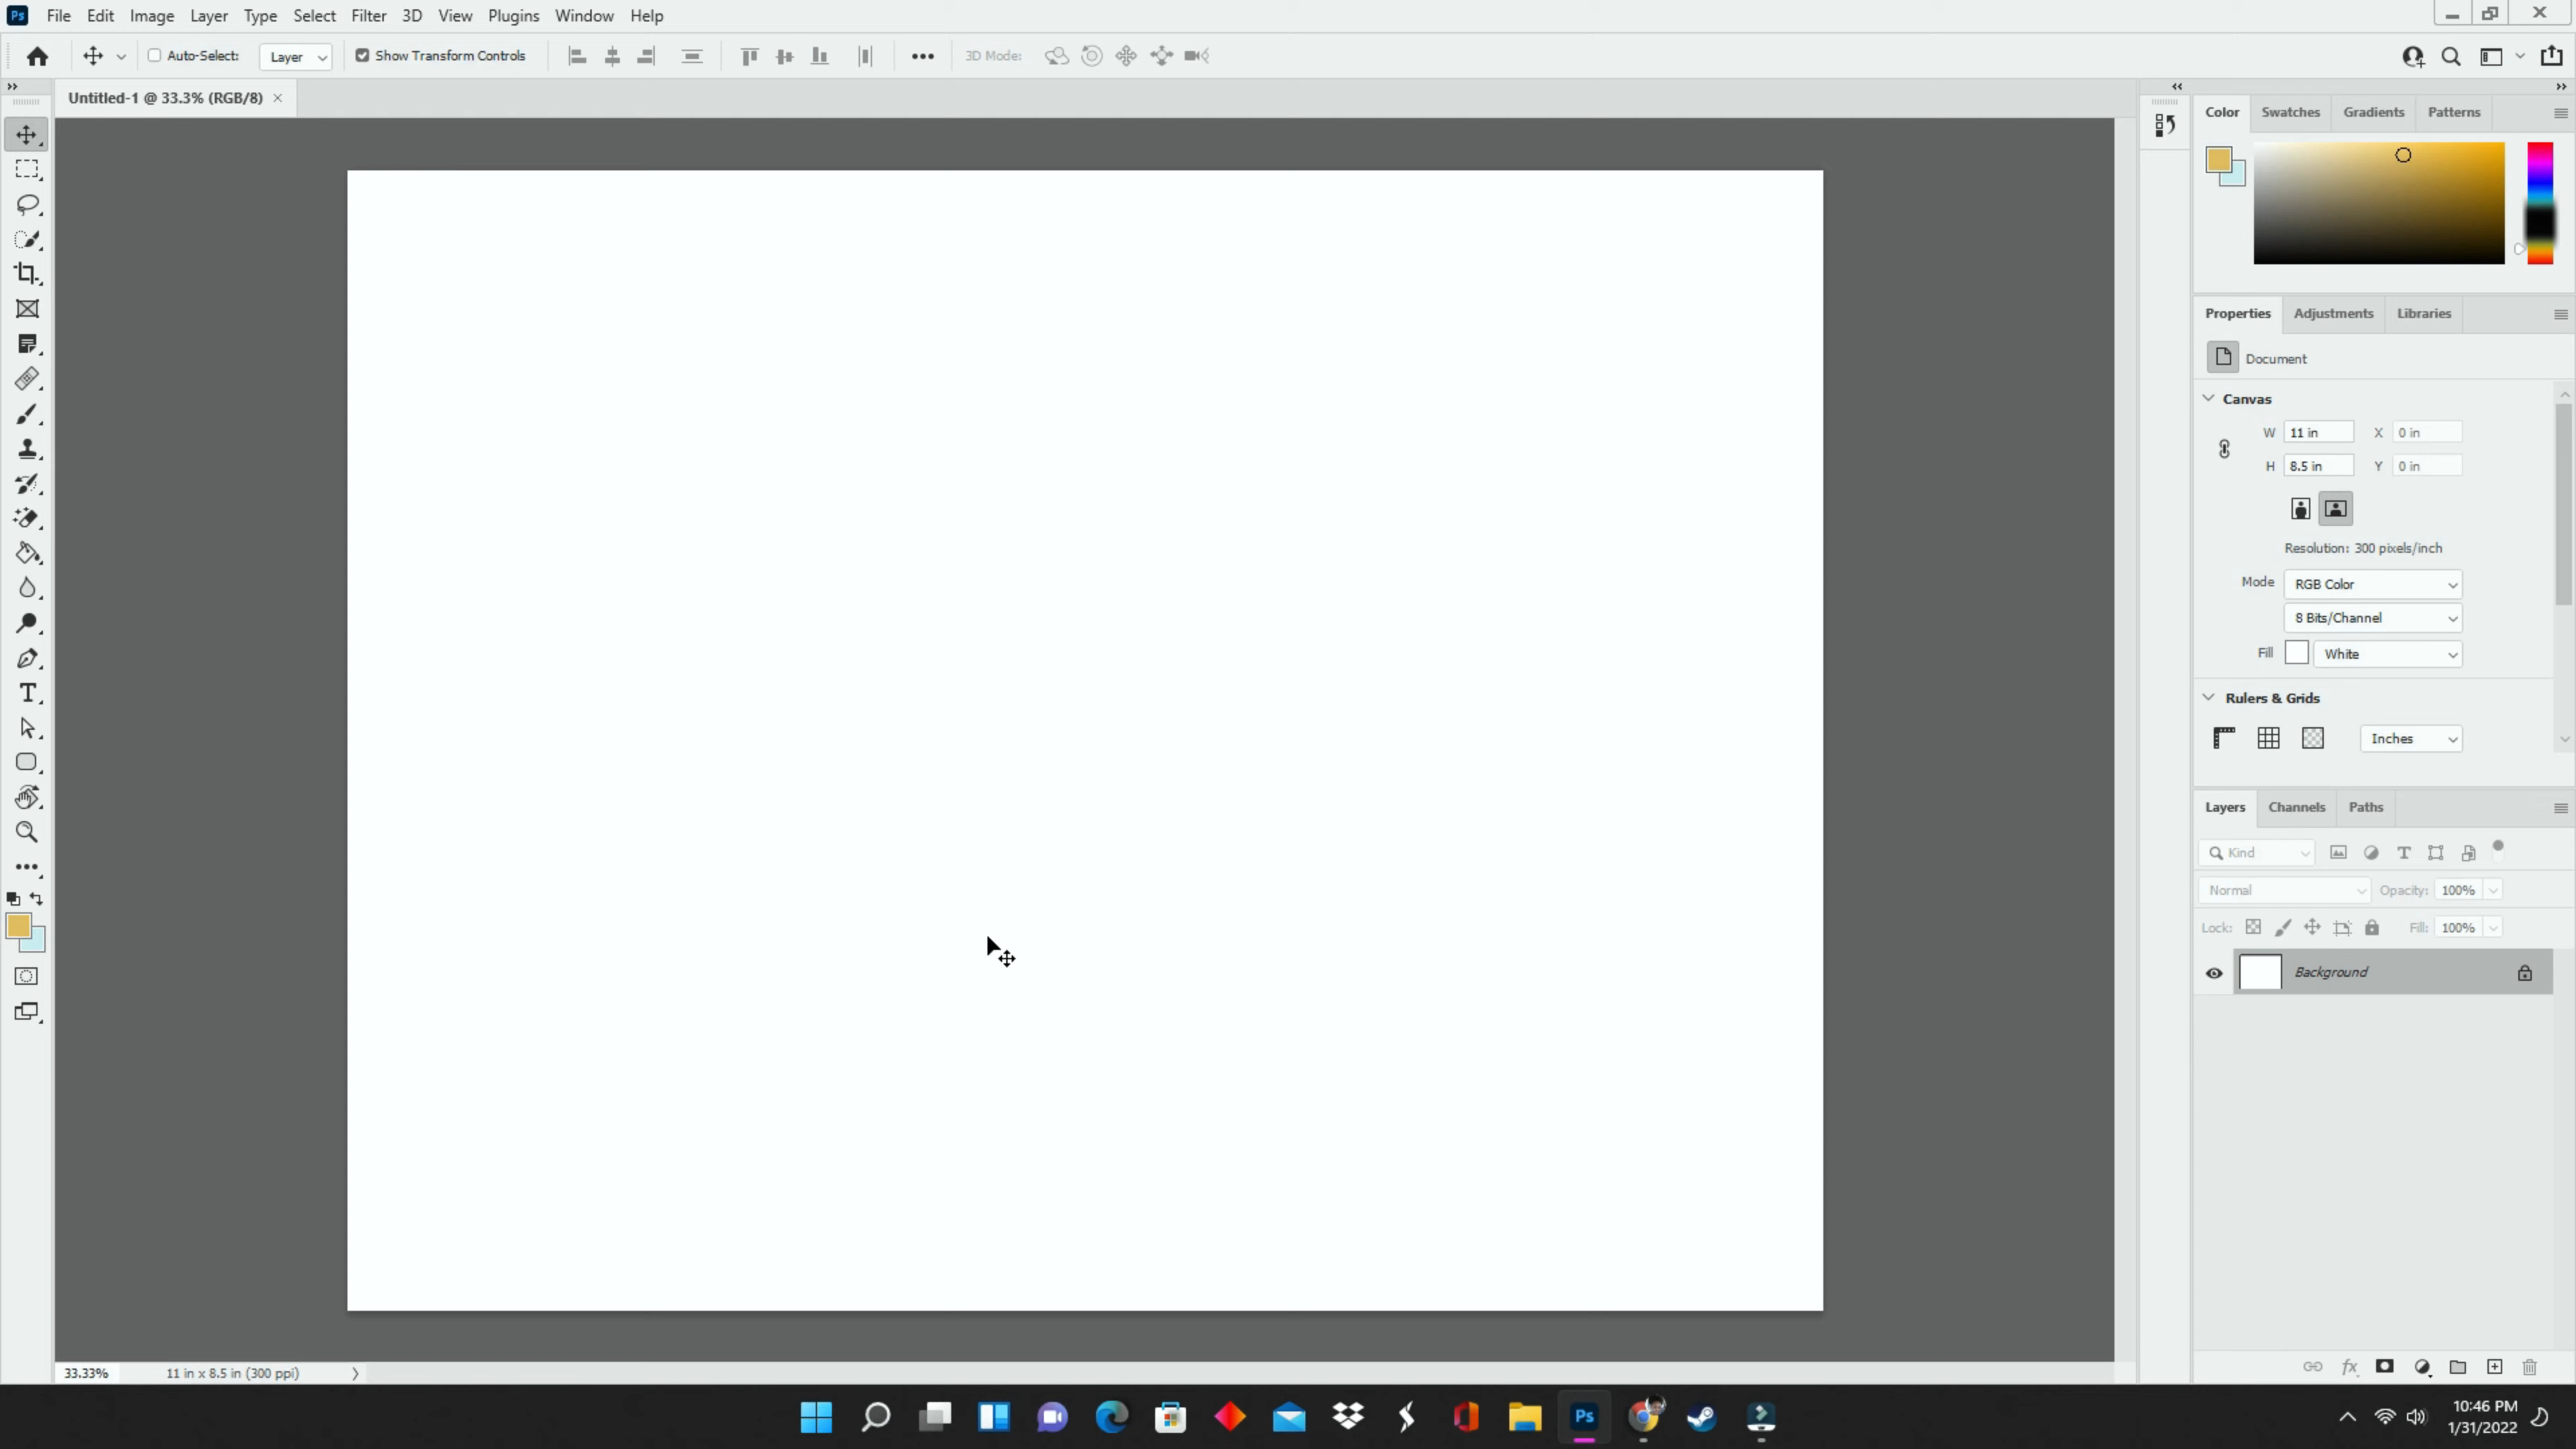 Ps File Edit Image Layer Type Select Filter 3D View Plugins Window Help
Auto-Select: Layer Show Transform Controls 3D Mode:
Untitled-1 @ 33.3% (RGB/8)
Color Swatches Gradients Patterns
Properties Adjustments Libraries
Document
Canvas
W 11 in X 0 in
H 8.5 in Y 0 in
Resolution: 300 pixels/inch
Mode RGB Color
8 Bits/Channel
Fill White
Rulers & Grids
Inches
Layers Channels Paths
Kind
Normal Opacity: 100%
Lock: Fill: 100%
Background
33.33% 11 in x 8.5 in (300 ppi)
Ps
10:46 PM
1/31/2022